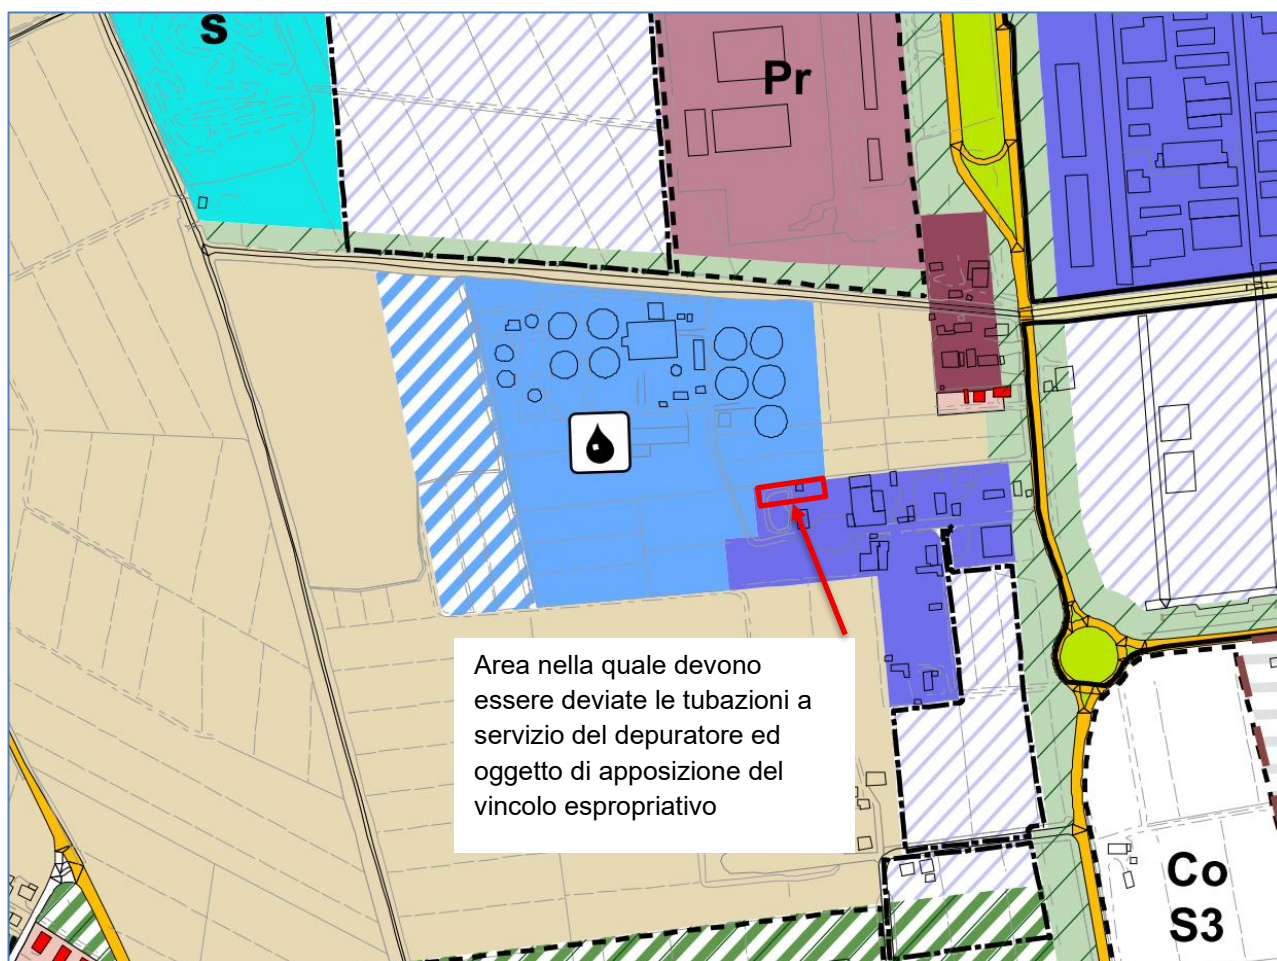 s
Pr
Area nella quale devono
essere deviate le tubazioni a
servizio del depuratore ed
oggetto di apposizione del
vincolo espropriativo
Co
S3